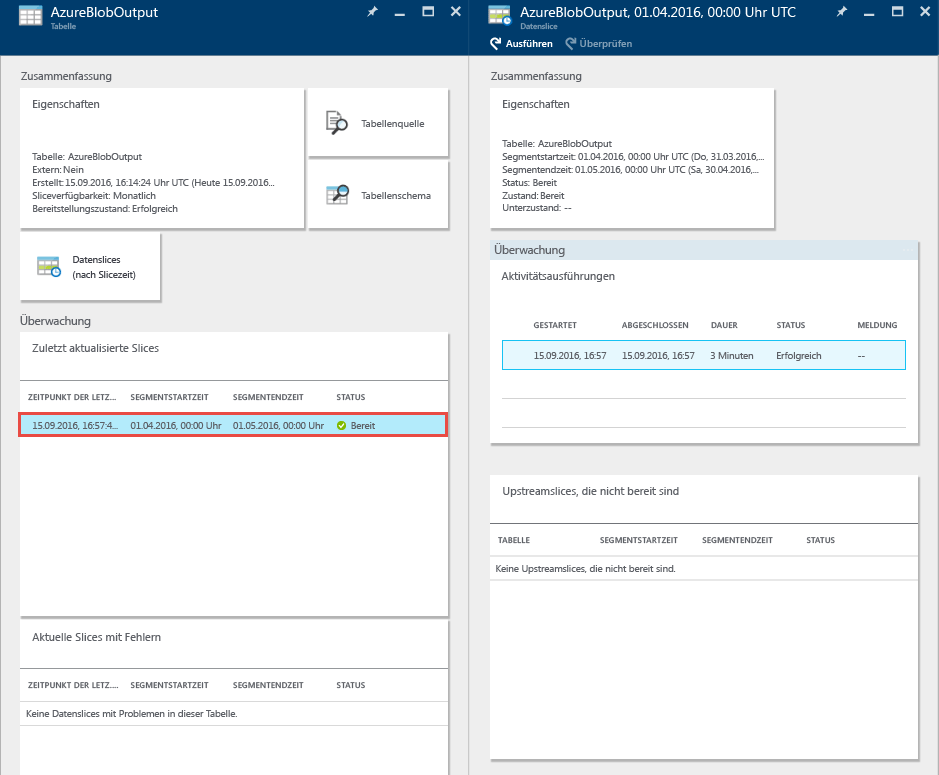 AzureBlobOutput
Tabelle
Zusammenfassung
Eigenschaften
Tabelle: AzureBlobOutput
Extern: Nein
Erstellt: 15.09.2016, 16:14:24 Uhr UTC (Heute 15.09.2016...
Sliceverfügbarkeit: Monatlich
Bereitstellungszustand: Erfolgreich
Tabellenquelle
Tabellenschema
Datenslices
(nach Slicezeit)
Überwachung
Zuletzt aktualisierte Slices
ZEITPUNKT DER LETZ... SEGMENTSTARTZEIT SEGMENTENDZEIT STATUS
15.09.2016, 16:57:4... 01.04.2016, 00:00 Uhr 01.05.2016, 00:00 Uhr Bereit
Aktuelle Slices mit Fehlern
ZEITPUNKT DER LETZ.... SEGMENTSTARTZEIT SEGMENTENDZEIT STATUS
Keine Datenslices mit Problemen in dieser Tabelle.
AzureBlobOutput, 01.04.2016, 00:00 Uhr UTC
Datenslice
Ausführen Überprüfen
Zusammenfassung
Eigenschaften
Tabelle: AzureBlobOutput
Segmentstartzeit: 01.04.2016, 00:00 Uhr UTC (Do, 31.03.2016,...
Segmentendzeit: 01.05.2016, 00:00 Uhr UTC (Sa, 30.04.2016,...
Status: Bereit
Zustand: Bereit
Unterzustand: --
Überwachung
Aktivitätsausführungen
GESTARTET ABGESCHLOSSEN DAUER STATUS MELDUNG
15.09.2016, 16:57 15.09.2016, 16:57 3 Minuten Erfolgreich --
Upstreamslices, die nicht bereit sind
TABELLE SEGMENTSTARTZEIT SEGMENTENDZEIT STATUS
Keine Upstreamslices, die nicht bereit sind.